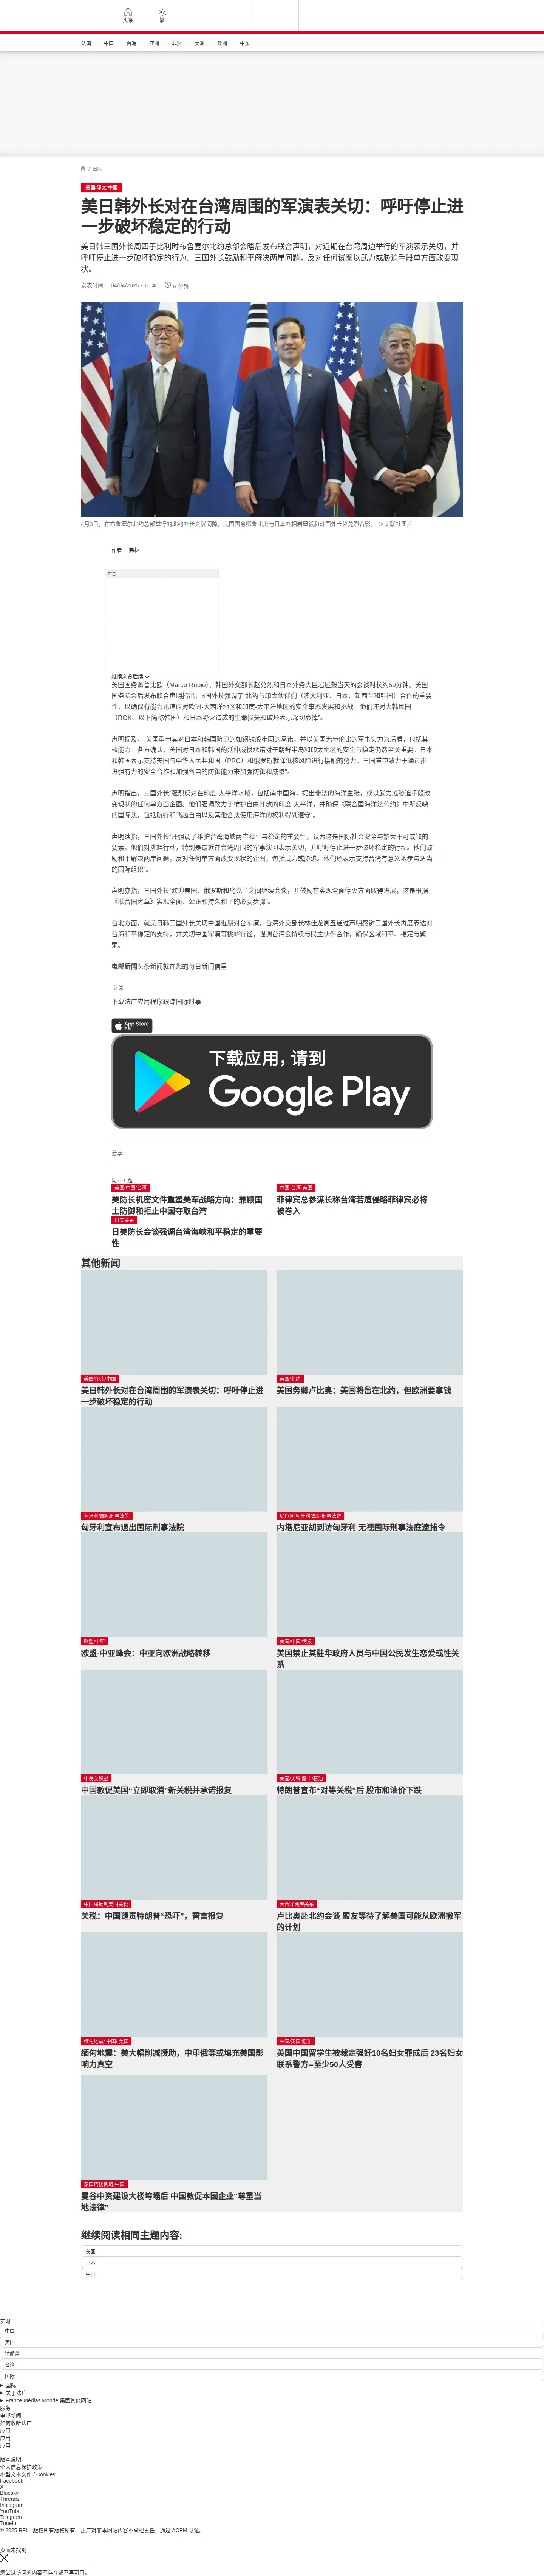 头条
繁
法国
中国
台海
亚洲
非洲
美洲
欧洲
中东
/ 国际
美国/印太/中国
美日韩外长对在台湾周围的军演表关切：呼吁停止进
一步破坏稳定的行动
美日韩三国外长周四于比利时布鲁塞尔北约总部会晤后发布联合声明，对近期在台湾周边举行的军演表示关切，并
呼吁停止进一步破坏稳定的行为。三国外长鼓励和平解决两岸问题，反对任何试图以武力或胁迫手段单方面改变现
状。
发表时间： 04/04/2025 - 10:40
6 分钟
4月3日，在布鲁塞尔北约总部举行的北约外长会议间隙，美国国务卿鲁比奥与日本外相岩屋毅和韩国外长赵兑烈合影。 © 美联社图片
作者： 弗林
广告
继续浏览后续
美国国务卿鲁比欧（Marco Rubio）、韩国外交部长赵兑烈和日本外务大臣岩屋毅当天的会谈时长约50分钟。美国
国务院会后发布联合声明指出，3国外长强调了"北约与印太伙伴们（澳大利亚、日本、新西兰和韩国）合作的重要
性，以确保有能力迅速应对欧洲-大西洋地区和印度-太平洋地区的安全事态发展和挑战。他们还对大韩民国
（ROK、以下简称韩国）和日本野火造成的生命损失和破坏表示深切哀悼"。
声明提及，"美国重申其对日本和韩国防卫的如钢铁般牢固的承诺，并以美国无与伦比的军事实力为后盾，包括其
核能力。各方确认，美国对日本和韩国的延伸威慑承诺对于朝鲜半岛和印太地区的安全与稳定仍然至关重要。日本
和韩国表示支持美国与中华人民共和国（PRC）和俄罗斯就降低核风险进行接触的努力。三国重申致力于通过推
进强有力的安全合作和加强各自的防御能力来加强防御和威慑"。
声明指出，三国外长"强烈反对在印度-太平洋水域，包括南中国海，提出非法的海洋主张，或以武力或胁迫手段改
变现状的任何单方面企图。他们强调致力于维护自由开放的印度-太平洋，并确保《联合国海洋法公约》中所反映
的国际法，包括航行和飞越自由以及其他合法使用海洋的权利得到遵守"。
声明续指，三国外长"还强调了维护台湾海峡两岸和平与稳定的重要性，认为这是国际社会安全与繁荣不可或缺的
要素。他们对挑衅行动，特别是最近在台湾周围的军事演习表示关切，并呼吁停止进一步破坏稳定的行动。他们鼓
励和平解决两岸问题，反对任何单方面改变现状的企图，包括武力或胁迫。他们还表示支持台湾有意义地参与适当
的国际组织"。
声明亦指，三国外长"欢迎美国、俄罗斯和乌克兰之间继续会谈，并鼓励在实现全面停火方面取得进展，这是根据
《联合国宪章》实现全面、公正和持久和平的必要步骤"。
台北方面，就美日韩三国外长关切中国近期对台军演，台湾外交部长林佳龙周五通过声明感谢三国外长再度表达对
台海和平稳定的支持，并关切中国军演等挑衅行径，强调台湾会持续与民主伙伴合作，确保区域和平、稳定与繁
荣。
电邮新闻头条新闻就在您的每日新闻信里
订阅
下载法广应用程序跟踪国际时事
App Store
下载应用，请到
Google Play
分享 :
同一主题
美国/中国/台湾
美防长机密文件重塑美军战略方向：兼顾国
土防御和拒止中国夺取台湾
中国·台湾·美国
菲律宾总参谋长称台湾若遭侵略菲律宾必将
被卷入
日美关系
日美防长会谈强调台湾海峡和平稳定的重要
性
其他新闻
美国/印太/中国
美日韩外长对在台湾周围的军演表关切：呼吁停止进
一步破坏稳定的行动
美国/北约
美国务卿卢比奥：美国将留在北约，但欧洲要拿钱
匈牙利/国际刑事法院
匈牙利宣布退出国际刑事法院
以色列/匈牙利/国际刑事法庭
内塔尼亚胡到访匈牙利 无视国际刑事法庭逮捕令
欧盟/中亚
欧盟-中亚峰会：中亚向欧洲战略转移
美国/中国/情报
美国禁止其驻华政府人员与中国公民发生恋爱或性关
系
中美关税战
中国敦促美国“立即取消”新关税并承诺报复
美国/关税/股市/石油
特朗普宣布“对等关税”后 股市和油价下跌
中国将反制美国关税
关税：中国谴责特朗普“恐吓”，誓言报复
大西洋两岸关系
卢比奥赴北约会谈 盟友等待了解美国可能从欧洲撤军
的计划
缅甸地震/ 中国/ 美国
缅甸地震：美大幅削减援助，中印俄等或填充美国影
响力真空
中国/英国/犯罪
英国中国留学生被裁定强奸10名妇女罪成后 23名妇女
联系警方--至少50人受害
泰国塔楼倒坍/中国
曼谷中资建设大楼垮塌后 中国敦促本国企业"尊重当
地法律"
继续阅读相同主题内容:
美国
日本
中国
实时
中国
美国
特朗普
台湾
国际
国际
关于法广
France Médias Monde 集团其他网站
服务
电邮新闻
如何收听法广
应用
应用
应用
版本说明
个人信息保护政策
小型文本文件 / Cookies
Facebook
X
Bluesky
Threads
Instagram
YouTube
Telegram
TuneIn
© 2025 RFI – 版权所有版权所有。法广对非本网站内容不承担责任。通过 ACPM 认证。
页面未找到
您尝试访问的内容不存在或不再可用。